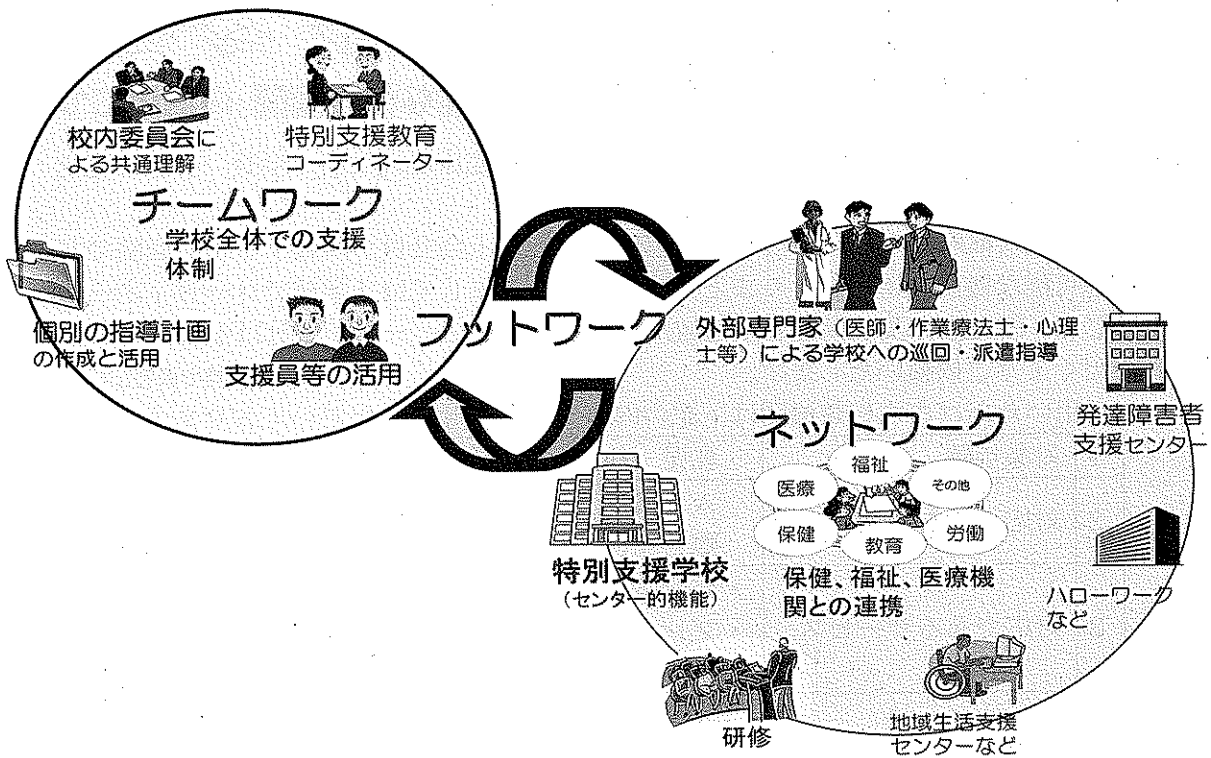 校内委員会に
よる共通理解
特別支援教育
コーディネーター
チームワーク
学校全体での支援
体制
個別の指導計画
の作成と活用
支援員等の活用
フットワーク
外部専門家（医師・作業療法士・心理
士等）による学校への巡回・派遣指導
発達障害者
支援センター
ネットワーク
福祉
医療
その他
保健
教育
労働
保健、福祉、医療機
関との連携
特別支援学校
（センター的機能）
ハローワーク
など
研修
地域生活支援
センターなど